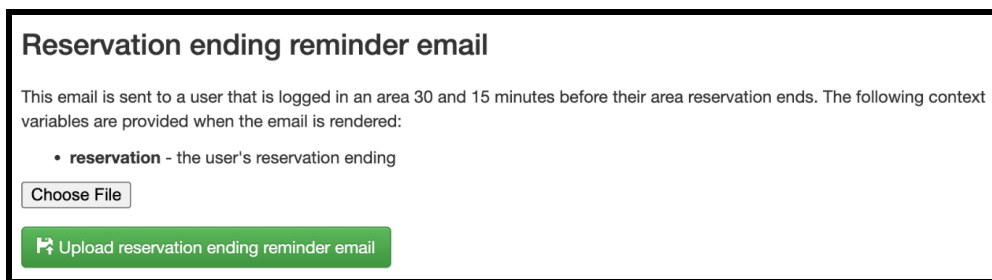 Reservation ending reminder email
This email is sent to a user that is logged in an area 30 and 15 minutes before their area reservation ends. The following context
variables are provided when the email is rendered:
• reservation - the user's reservation ending
Choose File
Upload reservation ending reminder email